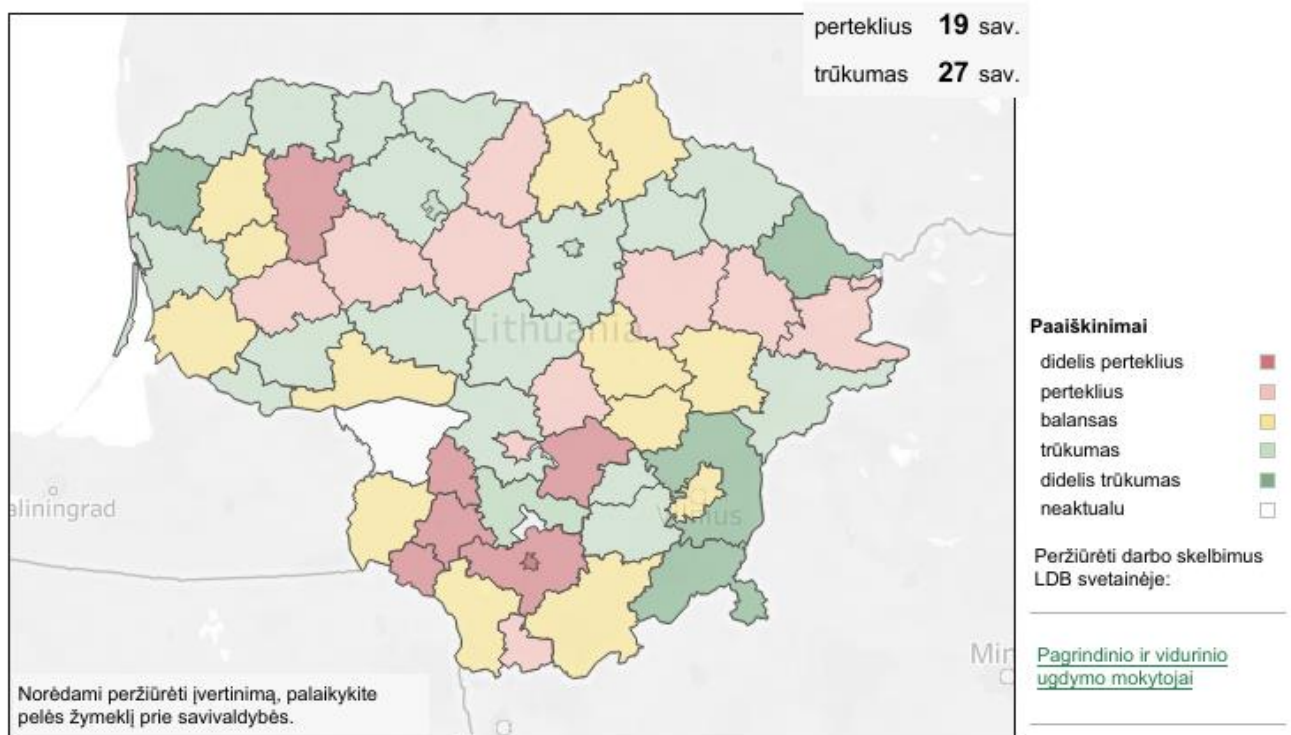 perteklius 19 sav.
trūkumas 27 sav.
Lithuania
Vilnius
aliningrad
Min
Norėdami peržiūrėti įvertinimą, palaikykite
pelės žymeklį prie savivaldybės.
Paaiškinimai
didelis perteklius
perteklius
balansas
trūkumas
didelis trūkumas
neaktualu
Peržiūrėti darbo skelbimus
LDB svetainėje:
Pagrindinio ir vidurinio
ugdymo mokytojai